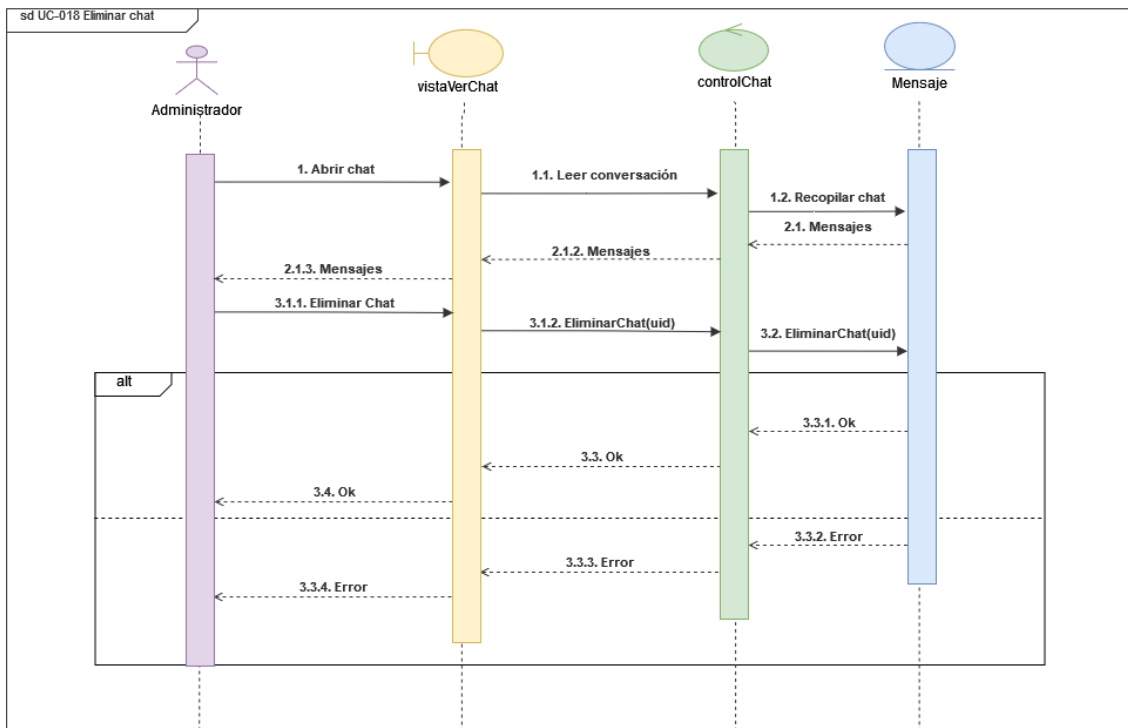 sd UC-018 Eliminar chat
Administrador
vistaVerChat
controlChat
Mensaje
1. Abrir chat
1.1. Leer conversación
1.2. Recopilar chat
2.1. Mensajes
2.1.2. Mensajes
2.1.3. Mensajes
3.1.1. Eliminar Chat
3.1.2. EliminarChat(uid)
3.2. EliminarChat(uid)
alt
3.3.1. Ok
3.3. Ok
3.4. Ok
3.3.2. Error
3.3.3. Error
3.3.4. Error